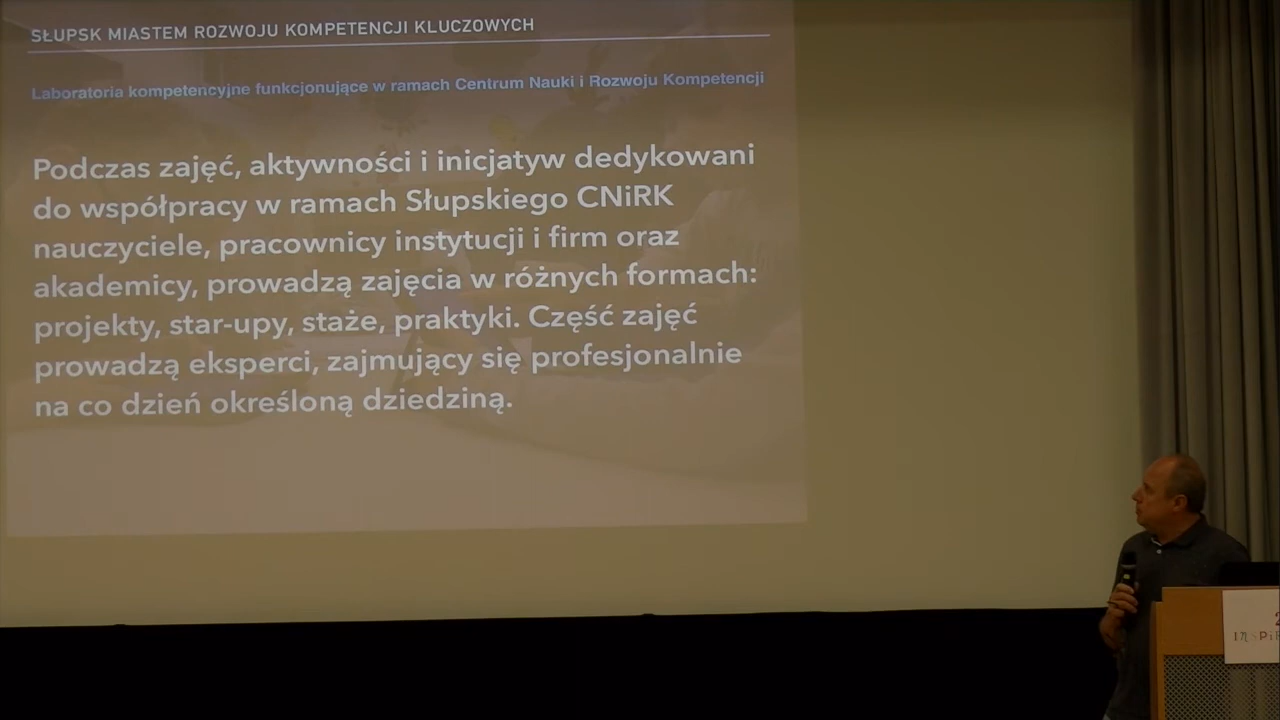 SŁUPSK MIASTEM ROZWOJU KOMPETENCJI KLUCZOWYCH
Laboratoria kompetencyjne funkcjonujące w ramach Centrum Nauki i Rozwoju Kompetencji
Podczas zajęć, aktywności i inicjatyw dedykowani
do współpracy w ramach Słupskiego CNiRK
nauczyciele, pracownicy instytucji i firm oraz
akademicy, prowadzą zajęcia w różnych formach:
projekty, star-upy, staże, praktyki. Część zajęć
prowadzą eksperci, zajmujący się profesjonalnie
na co dzień określoną dziedziną.